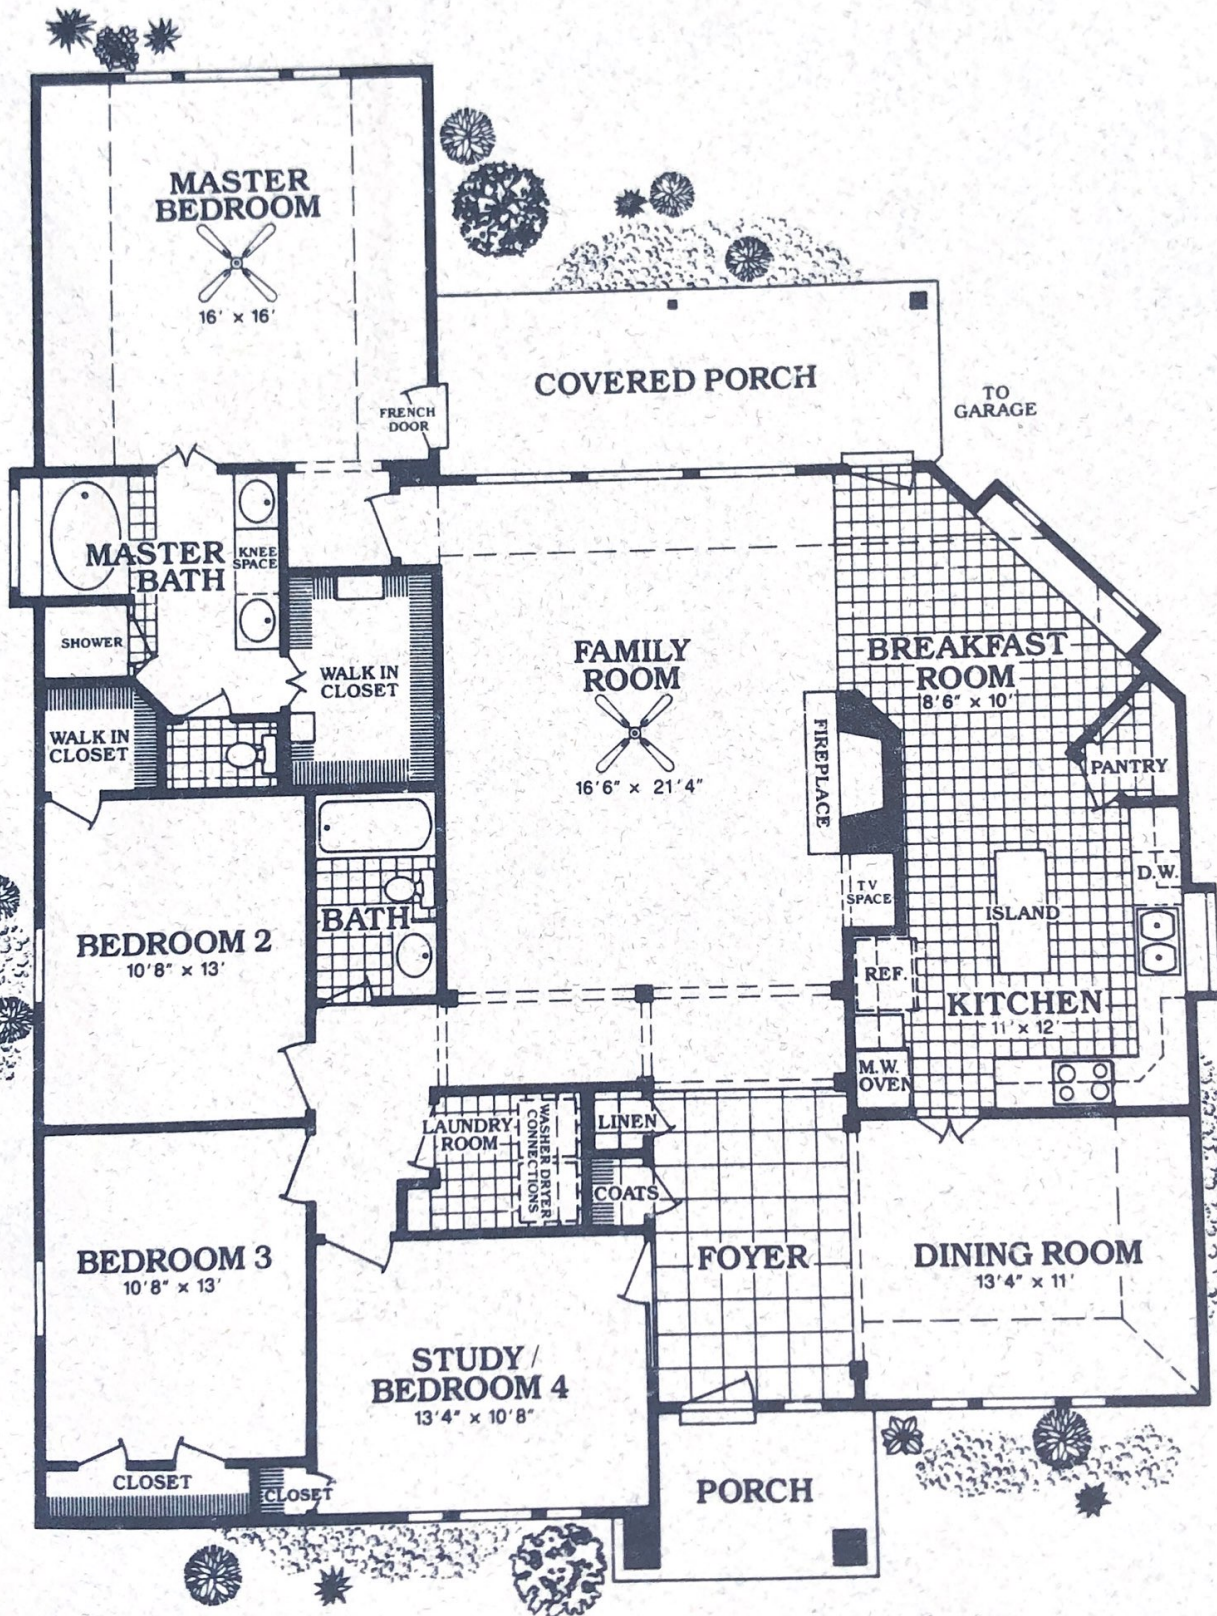 MASTER
BEDROOM
16' × 16'
FRENCH
DOOR
COVERED PORCH
TO
GARAGE
MASTER
BATH
KNEE
SPACE
SHOWER
WALK IN
CLOSET
WALK IN
CLOSET
FAMILY
ROOM
16'6" × 21'4"
FIREPLACE
BREAKFAST
ROOM
8'6" × 10'
PANTRY
TV
SPACE
D.W.
ISLAND
REF.
KITCHEN
11' × 12'
M.W.
OVEN
BEDROOM 2
10'8" × 13'
BATH
LAUNDRY
ROOM
WASHER DRYER
CONNECTIONS
LINEN
COATS
BEDROOM 3
10'8" × 13'
FOYER
DINING ROOM
13'4" × 11'
STUDY /
BEDROOM 4
13'4" × 10'8"
CLOSET
CLOSET
PORCH